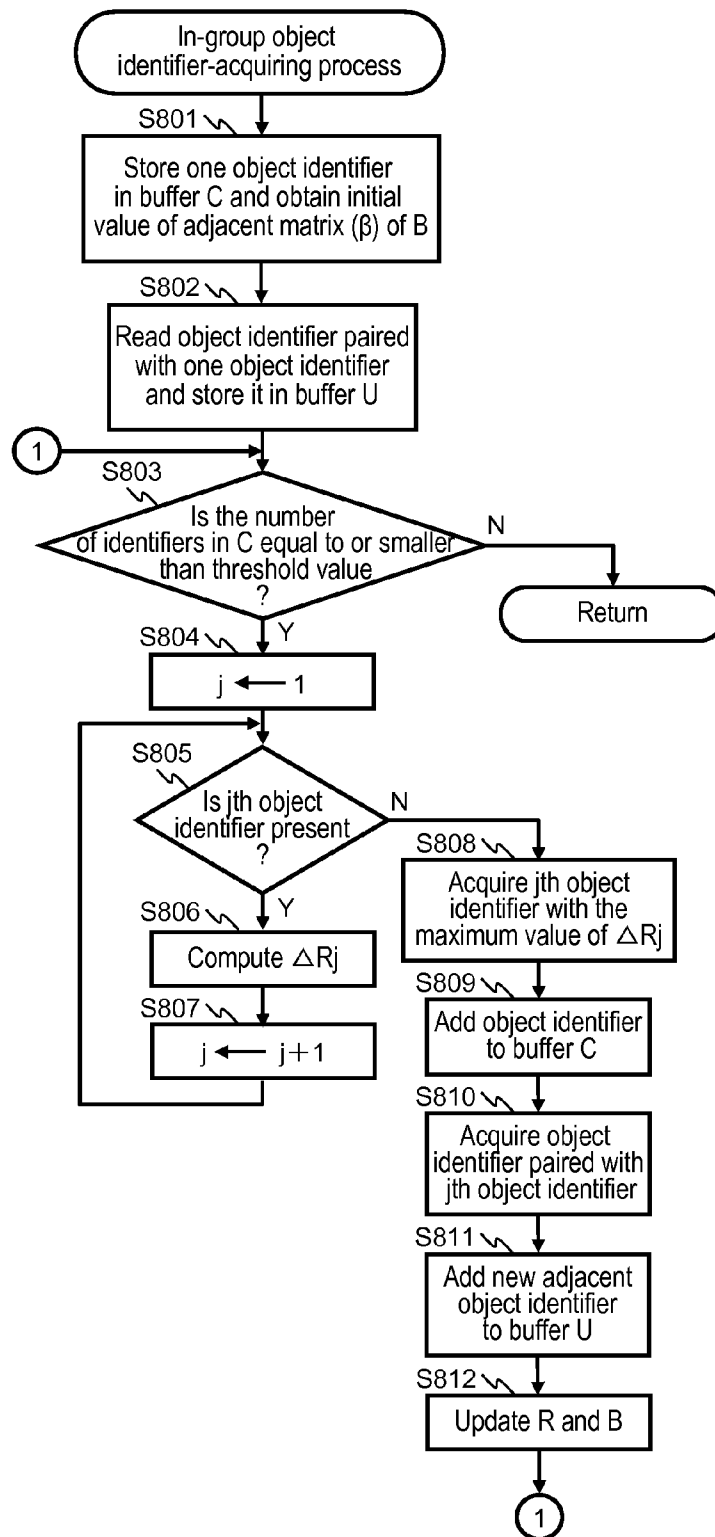 In-group object
identifier-acquiring process
S801
Store one object identifier
in buffer C and obtain initial
value of adjacent matrix (β) of B
S802
Read object identifier paired
with one object identifier
and store it in buffer U
1
S803
Is the number
of identifiers in C equal to or smaller
than threshold value
?
N
Return
Y
S804
j ← 1
S805
Is jth object
identifier present
?
N
Y
S806
Compute △Rj
S807
j ← j+1
S808
Acquire jth object
identifier with the
maximum value of △Rj
S809
Add object identifier
to buffer C
S810
Acquire object
identifier paired with
jth object identifier
S811
Add new adjacent
object identifier
to buffer U
S812
Update R and B
1